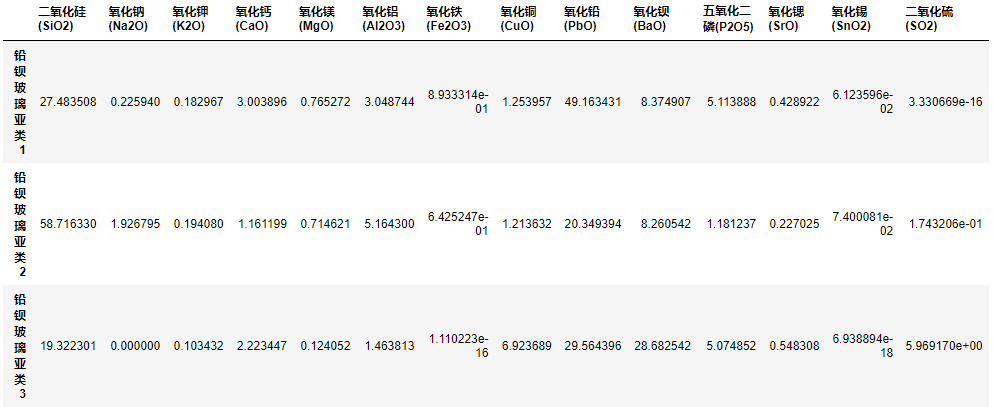 二氧化硅(SiO2) 氧化钠(Na2O) 氧化钾(K2O) 氧化钙(CaO) 氧化镁(MgO) 氧化铝(Al2O3) 氧化铁(Fe2O3) 氧化铜(CuO) 氧化铅(PbO) 氧化钡(BaO) 五氧化二磷(P2O5) 氧化锶(SrO) 氧化锡(SnO2) 二氧化硫(SO2)
铅钡玻璃亚类1 27.483508 0.225940 0.182967 3.003896 0.765272 3.048744 8.933314e-01 1.253957 49.163431 8.374907 5.113888 0.428922 6.123596e-02 3.330669e-16
铅钡玻璃亚类2 58.716330 1.926795 0.194080 1.161199 0.714621 5.164300 6.425247e-01 1.213632 20.349394 8.260542 1.181237 0.227025 7.400081e-02 1.743206e-01
铅钡玻璃亚类3 19.322301 0.000000 0.103432 2.223447 0.124052 1.463813 1.110223e-16 6.923689 29.564396 28.682542 5.074852 0.548308 6.938894e-18 5.969170e+00